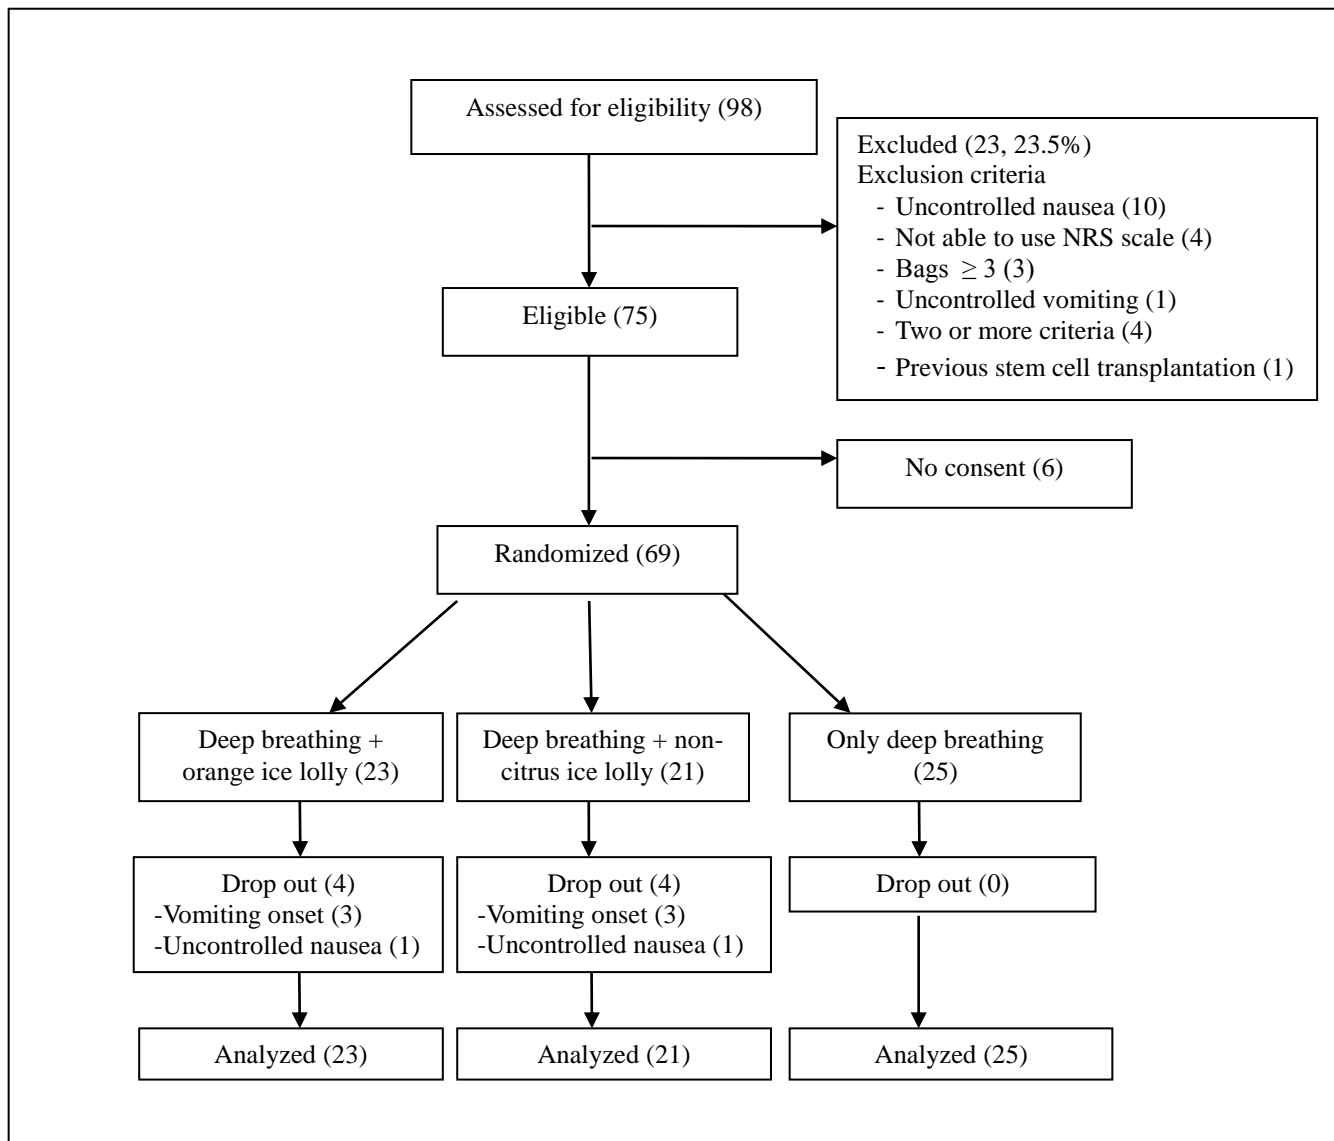 Assessed for eligibility (98)
Excluded (23, 23.5%)
Exclusion criteria
- Uncontrolled nausea (10)
- Not able to use NRS scale (4)
- Bags ≥ 3 (3)
- Uncontrolled vomiting (1)
- Two or more criteria (4)
- Previous stem cell transplantation (1)
Eligible (75)
No consent (6)
Randomized (69)
Deep breathing +
orange ice lolly (23)
Deep breathing + non-
citrus ice lolly (21)
Only deep breathing
(25)
Drop out (4)
-Vomiting onset (3)
-Uncontrolled nausea (1)
Drop out (4)
-Vomiting onset (3)
-Uncontrolled nausea (1)
Drop out (0)
Analyzed (23)
Analyzed (21)
Analyzed (25)